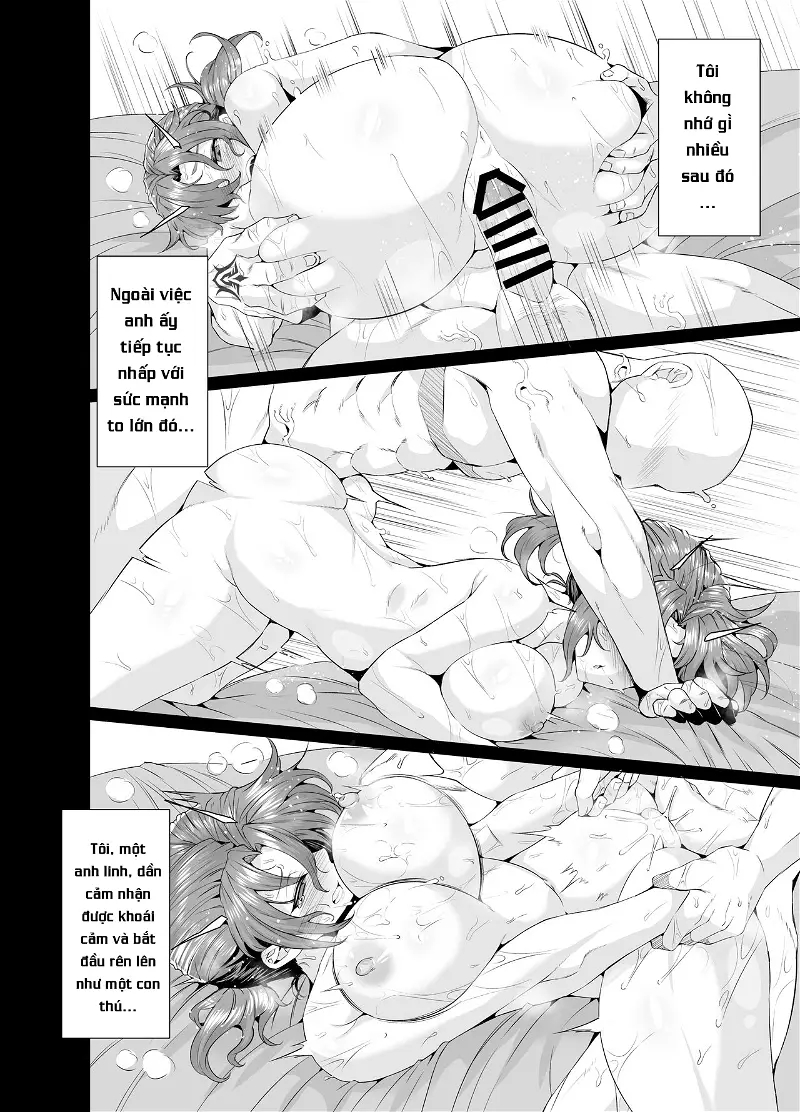 Tôi
không
nhớ gì
nhiều
sau đó
...
Ngoài việc
anh ấy
tiếp tục
nhấp với
sức mạnh
to lớn đó...
Tôi, một
anh linh, dần
cảm nhận
được khoái
cảm và bắt
đầu rên lên
như một con
thú...